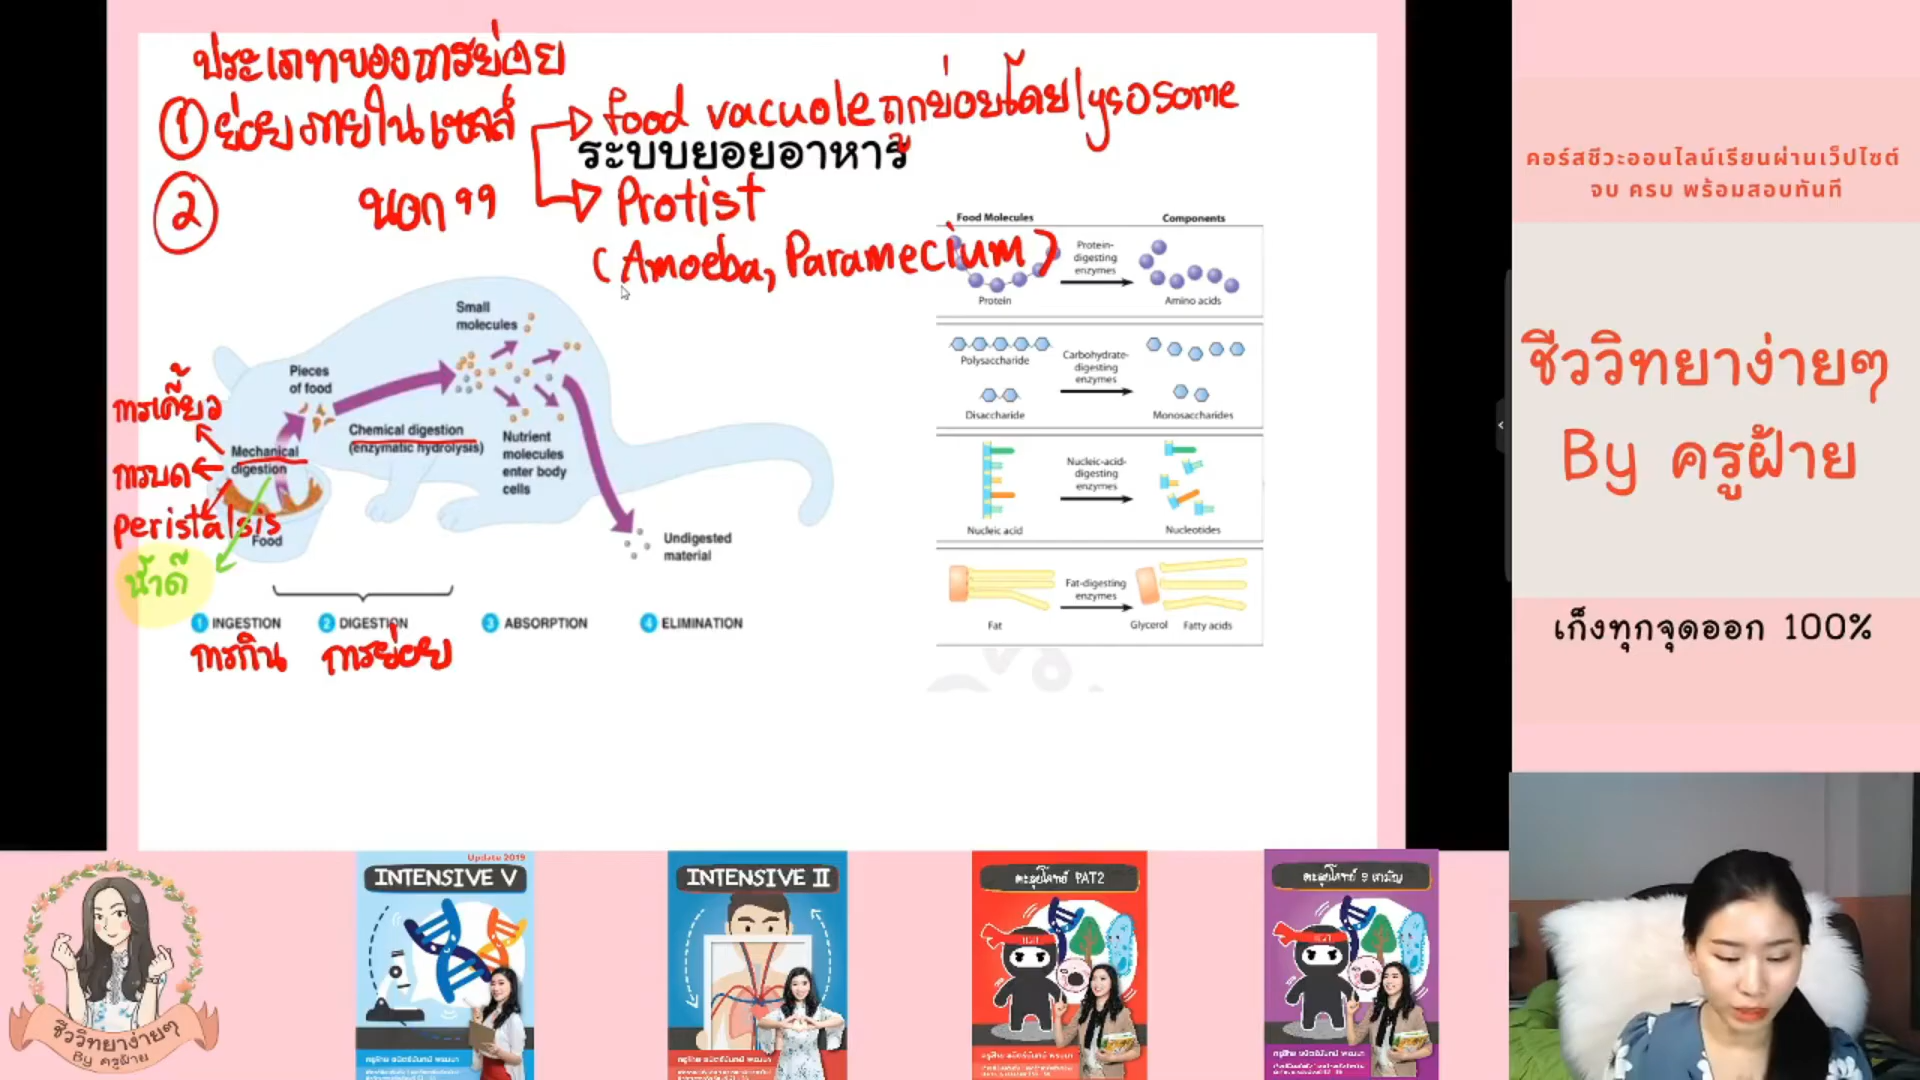 ประเภทของการย่อย
① ย่อยภายในเซลล์
food vacuole ถูกย่อยโดย lysosome
ระบบย่อยอาหาร
② นอก ๆๆ
Protist
(Amoeba, Paramecium)
Food Molecules
Components
Protein-
digesting
enzymes
Protein
Amino acids
Polysaccharide
Carbohydrate-
digesting
enzymes
Disaccharide
Monosaccharides
Nucleic-acid-
digesting
enzymes
Nucleic acid
Nucleotides
Fat-digesting
enzymes
Fat
Glycerol
Fatty acids
Small
molecules
Pieces
of food
การเคี้ยว
Chemical digestion
(enzymatic hydrolysis)
Mechanical
digestion
การบด
Nutrient
molecules
enter body
cells
peristalsis
Food
Undigested
material
น้ำดี
1 INGESTION
2 DIGESTION
3 ABSORPTION
4 ELIMINATION
การกิน
การย่อย
คอร์สชีวะออนไลน์เรียนผ่านเว็ปไซต์
จบ ครบ พร้อมสอบทันที
ชีววิทยาง่ายๆ
By ครูฝ้าย
เก็งทุกจุดออก 100%
ชีววิทยาง่ายๆ
By ครูฝ้าย
Update 2019
INTENSIVE V
INTENSIVE II
ตะลุยโจทย์ PAT2
ตะลุยโจทย์ 9 สามัญ